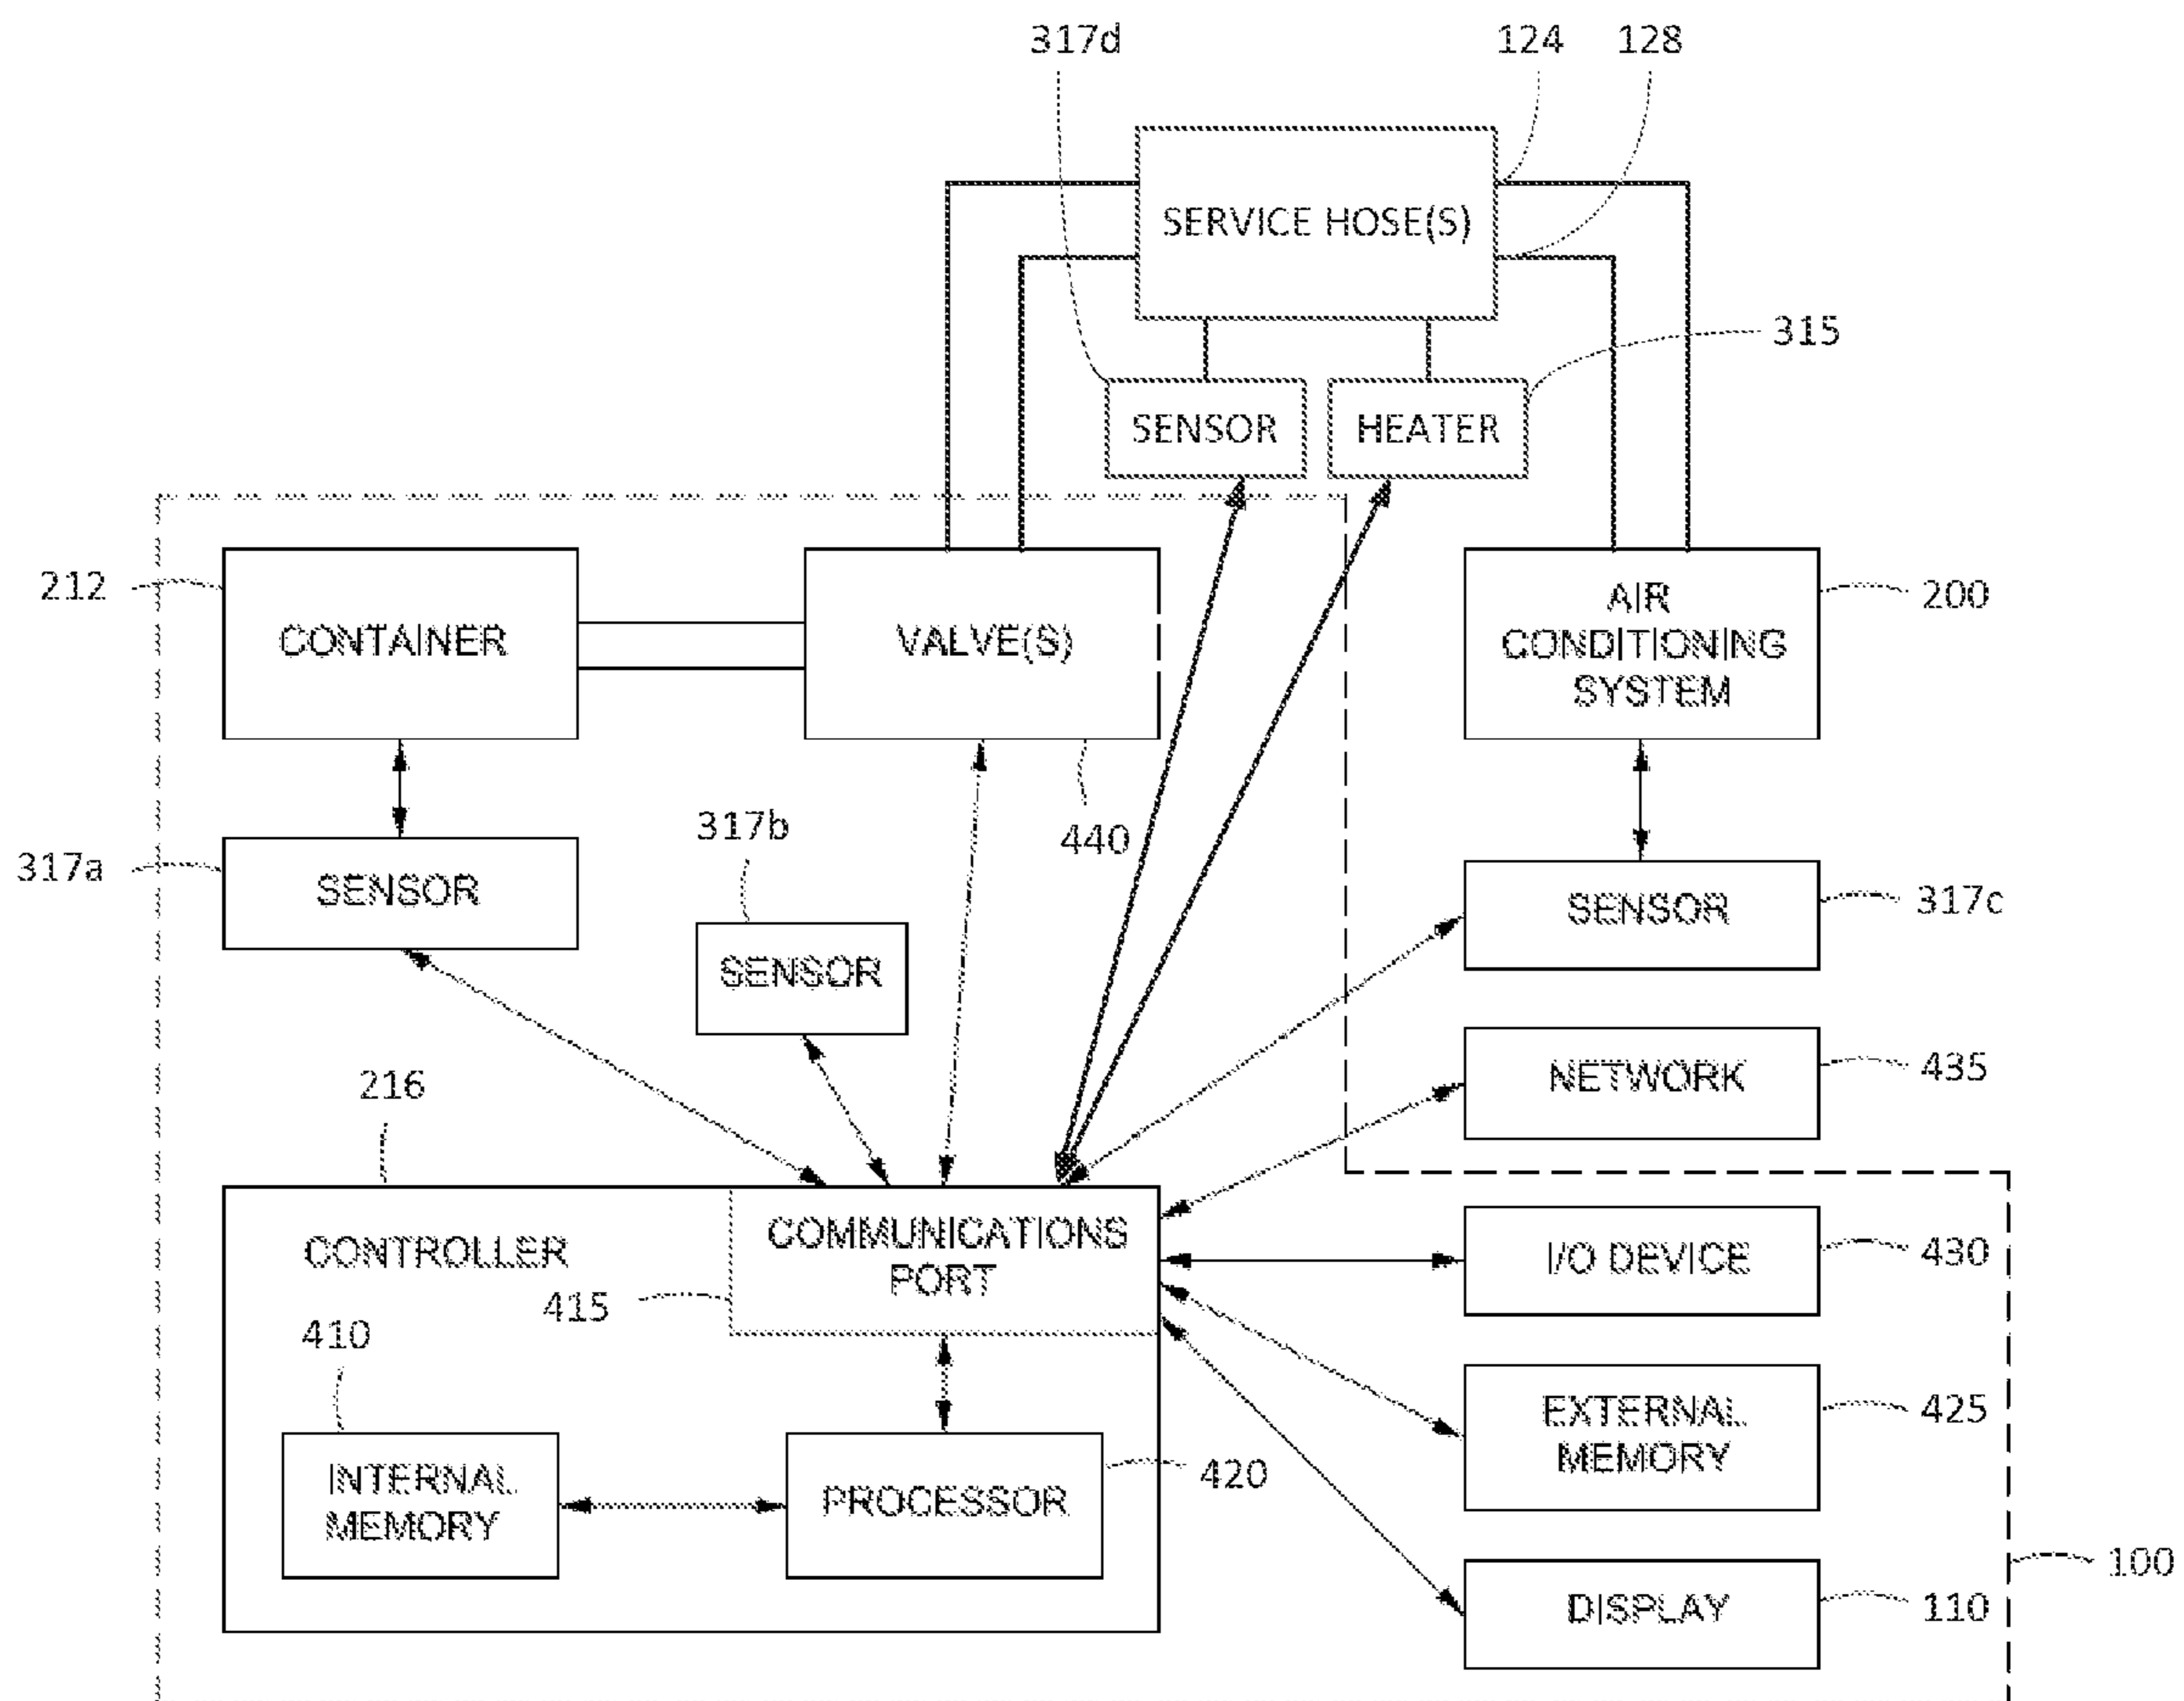 317d
124
128
SERVICE HOSE(S)
315
SENSOR
HEATER
212
CONTAINER
VALVE(S)
AIR
CONDITIONING
SYSTEM
200
317b
440
317a
SENSOR
SENSOR
SENSOR
317c
216
NETWORK
435
CONTROLLER
COMMUNICATIONS
PORT
415
I/O DEVICE
430
410
INTERNAL
MEMORY
PROCESSOR
420
EXTERNAL
MEMORY
425
100
DISPLAY
110